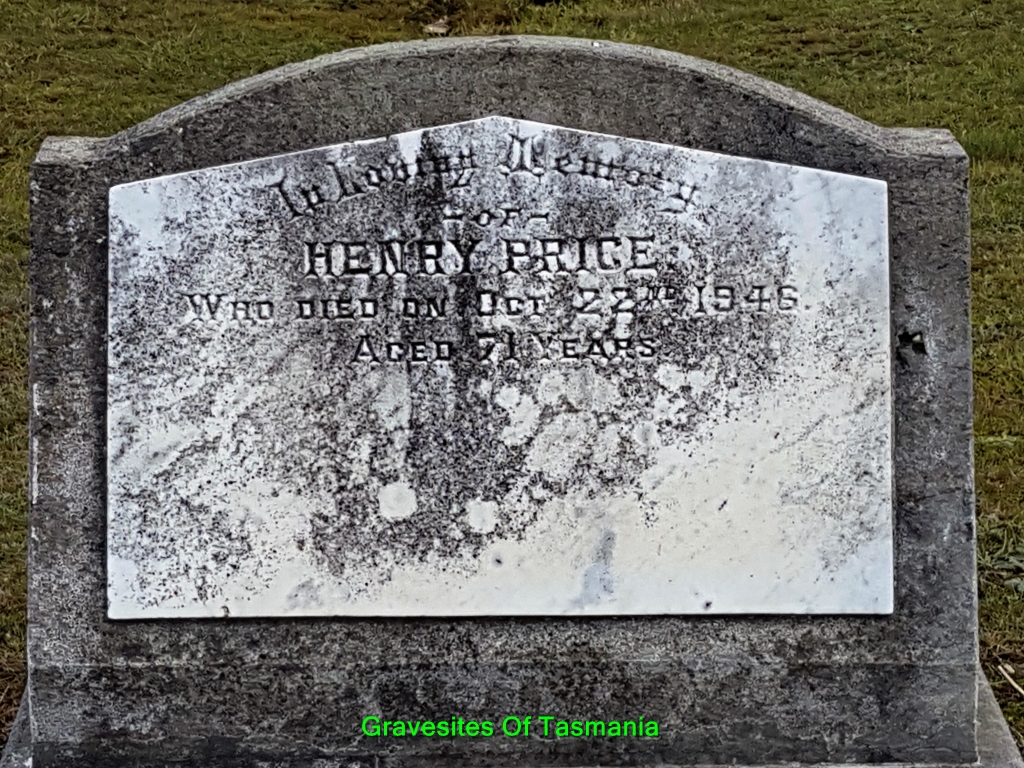 In Loving Memory
- OF -
HENRY PRICE
WHO DIED ON OCT 22ND 1946.
AGED 71 YEARS
Gravesites Of Tasmania